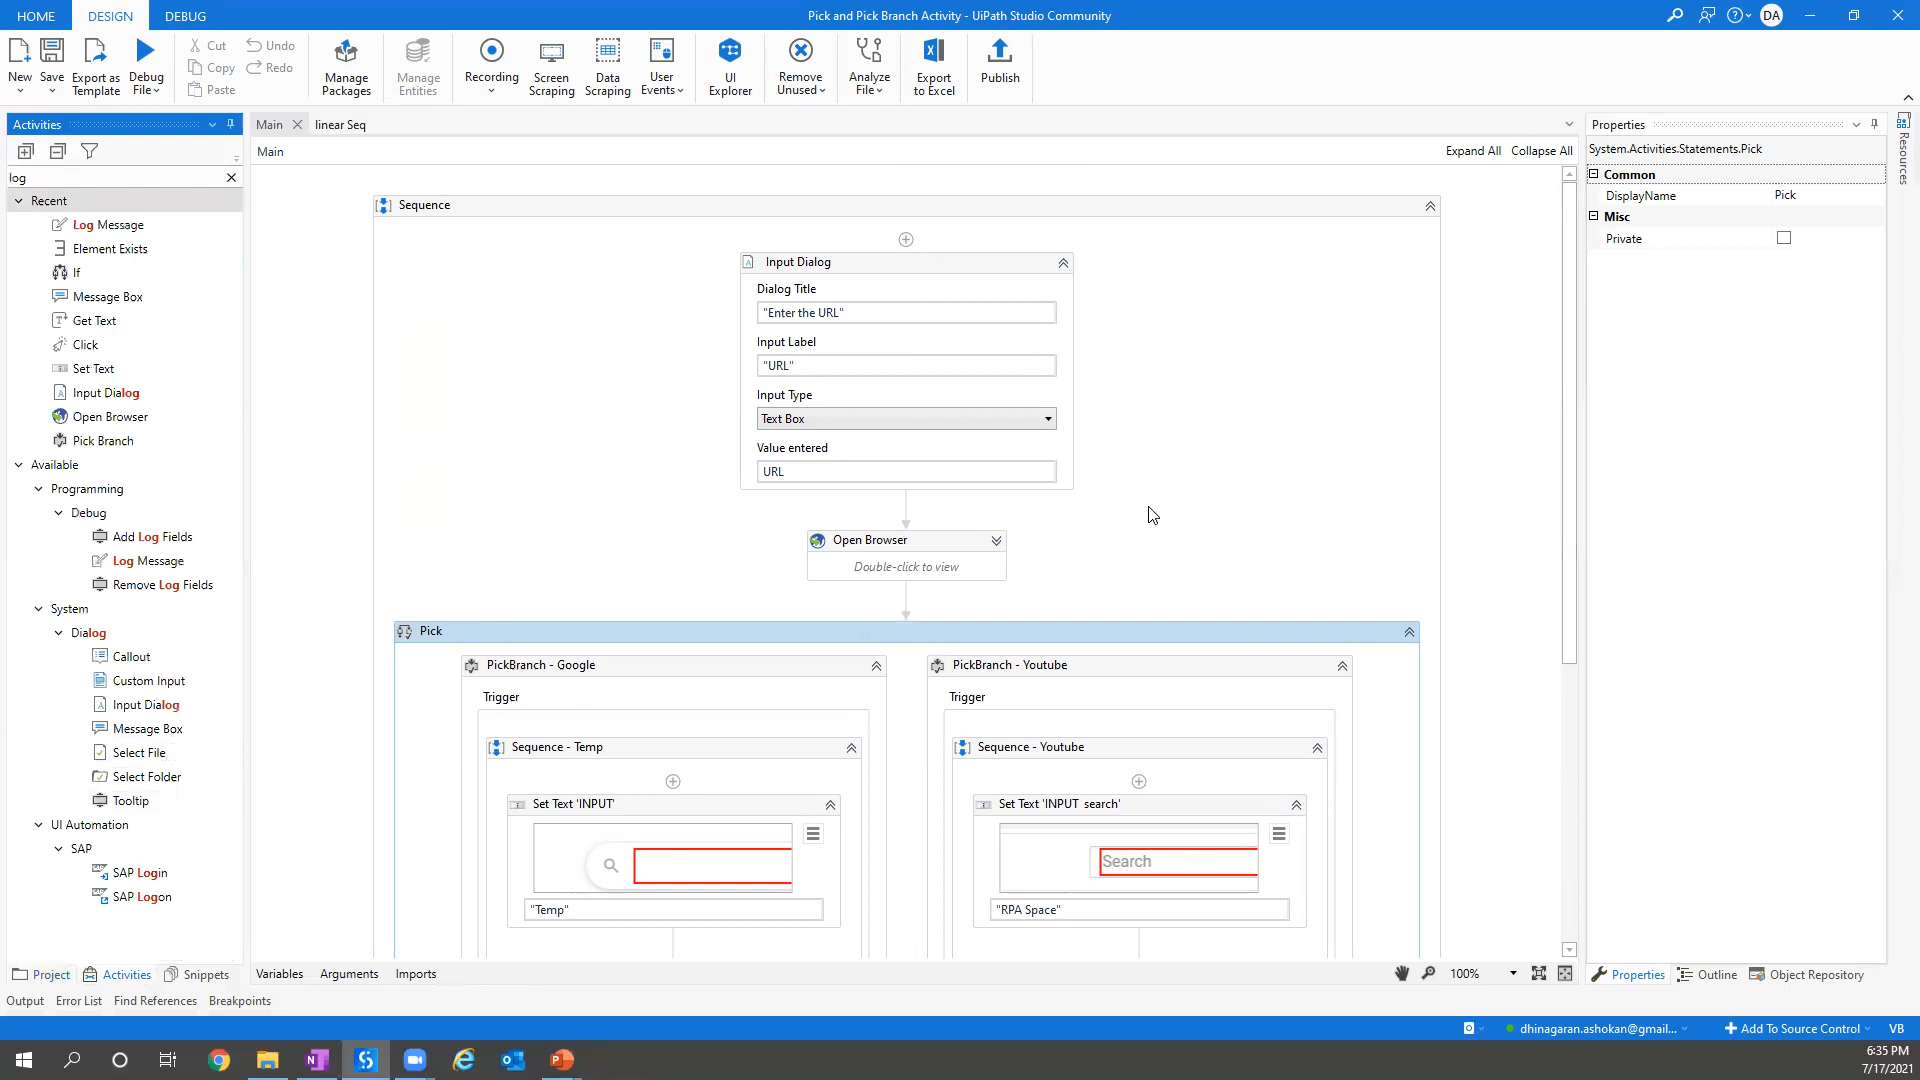 HOME
DESIGN
DEBUG
Pick and Pick Branch Activity - UiPath Studio Community
DA
New
Save
Export as
Template
Debug
File
Cut
Copy
Paste
Undo
Redo
Manage
Packages
Manage
Entities
Recording
Screen
Scraping
Data
Scraping
User
Events
UI
Explorer
Remove
Unused
Analyze
File
Export
to Excel
Publish
Activities
log
Recent
Log Message
Element Exists
If
Message Box
Get Text
Click
Set Text
Input Dialog
Open Browser
Pick Branch
Available
Programming
Debug
Add Log Fields
Log Message
Remove Log Fields
System
Dialog
Callout
Custom Input
Input Dialog
Message Box
Select File
Select Folder
Tooltip
UI Automation
SAP
SAP Login
SAP Logon
Project
Activities
Snippets
Main
linear Seq
Main
Expand All
Collapse All
Sequence
Input Dialog
Dialog Title
"Enter the URL"
Input Label
"URL"
Input Type
Text Box
Value entered
URL
Open Browser
Double-click to view
Pick
PickBranch - Google
Trigger
Sequence - Temp
Set Text 'INPUT'
"Temp"
PickBranch - Youtube
Trigger
Sequence - Youtube
Set Text 'INPUT search'
Search
"RPA Space"
Variables
Arguments
Imports
100%
Properties
System.Activities.Statements.Pick
Common
DisplayName
Pick
Misc
Private
Resources
Properties
Outline
Object Repository
Output
Error List
Find References
Breakpoints
dhinagaran.ashokan@gmail...
Add To Source Control
VB
6:35 PM
7/17/2021